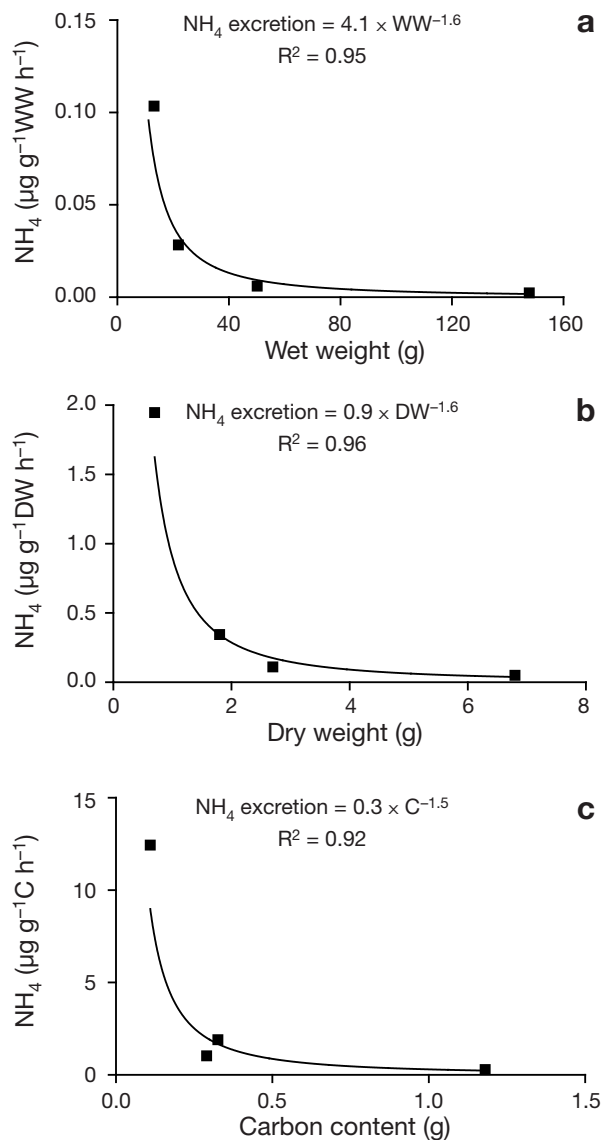 a
NH₄ excretion = 4.1 × WW⁻¹·⁶
R² = 0.95
NH₄ (µg g⁻¹WW h⁻¹)
0.15
0.10
0.05
0.00
0 40 80 120 160
Wet weight (g)
b
NH₄ excretion = 0.9 × DW⁻¹·⁶
R² = 0.96
NH₄ (µg g⁻¹DW h⁻¹)
2.0
1.5
1.0
0.5
0.0
0 2 4 6 8
Dry weight (g)
c
NH₄ excretion = 0.3 × C⁻¹·⁵
R² = 0.92
NH₄ (µg g⁻¹C h⁻¹)
15
10
5
0
0.0 0.5 1.0 1.5
Carbon content (g)